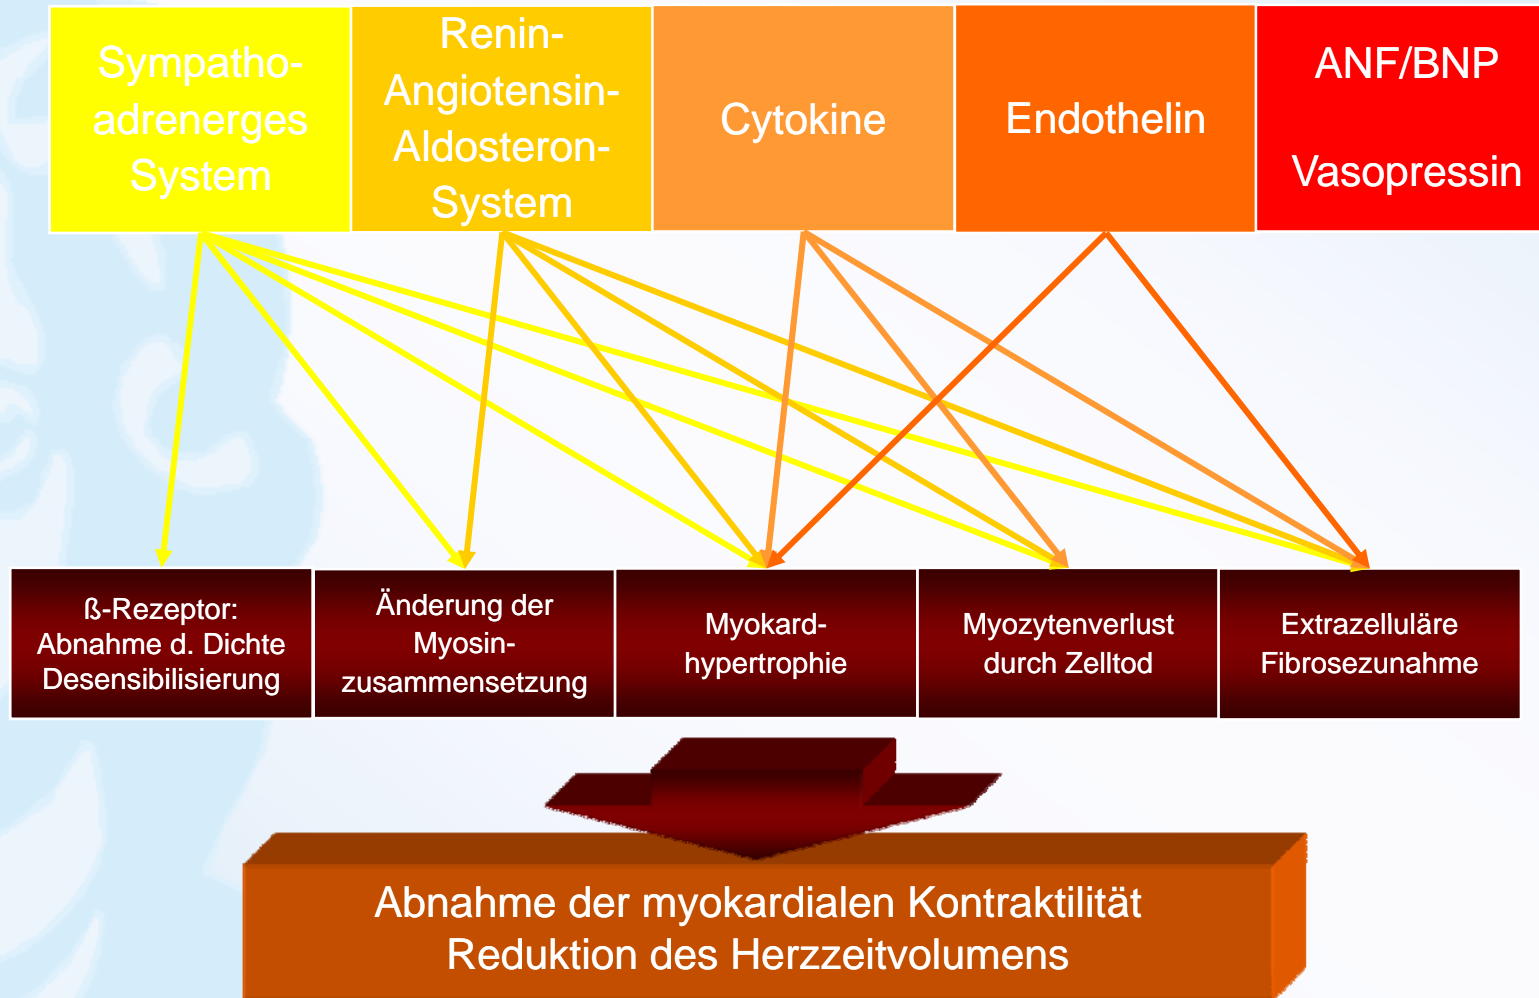 Sympatho-
adrenerges
System
Renin-
Angiotensin-
Aldosteron-
System
Cytokine
Endothelin
ANF/BNP
Vasopressin
ß-Rezeptor:
Abnahme d. Dichte
Desensibilisierung
Änderung der
Myosin-
zusammensetzung
Myokard-
hypertrophie
Myozytenverlust
durch Zelltod
Extrazelluläre
Fibrosezunahme
Abnahme der myokardialen Kontraktilität
Reduktion des Herzzeitvolumens